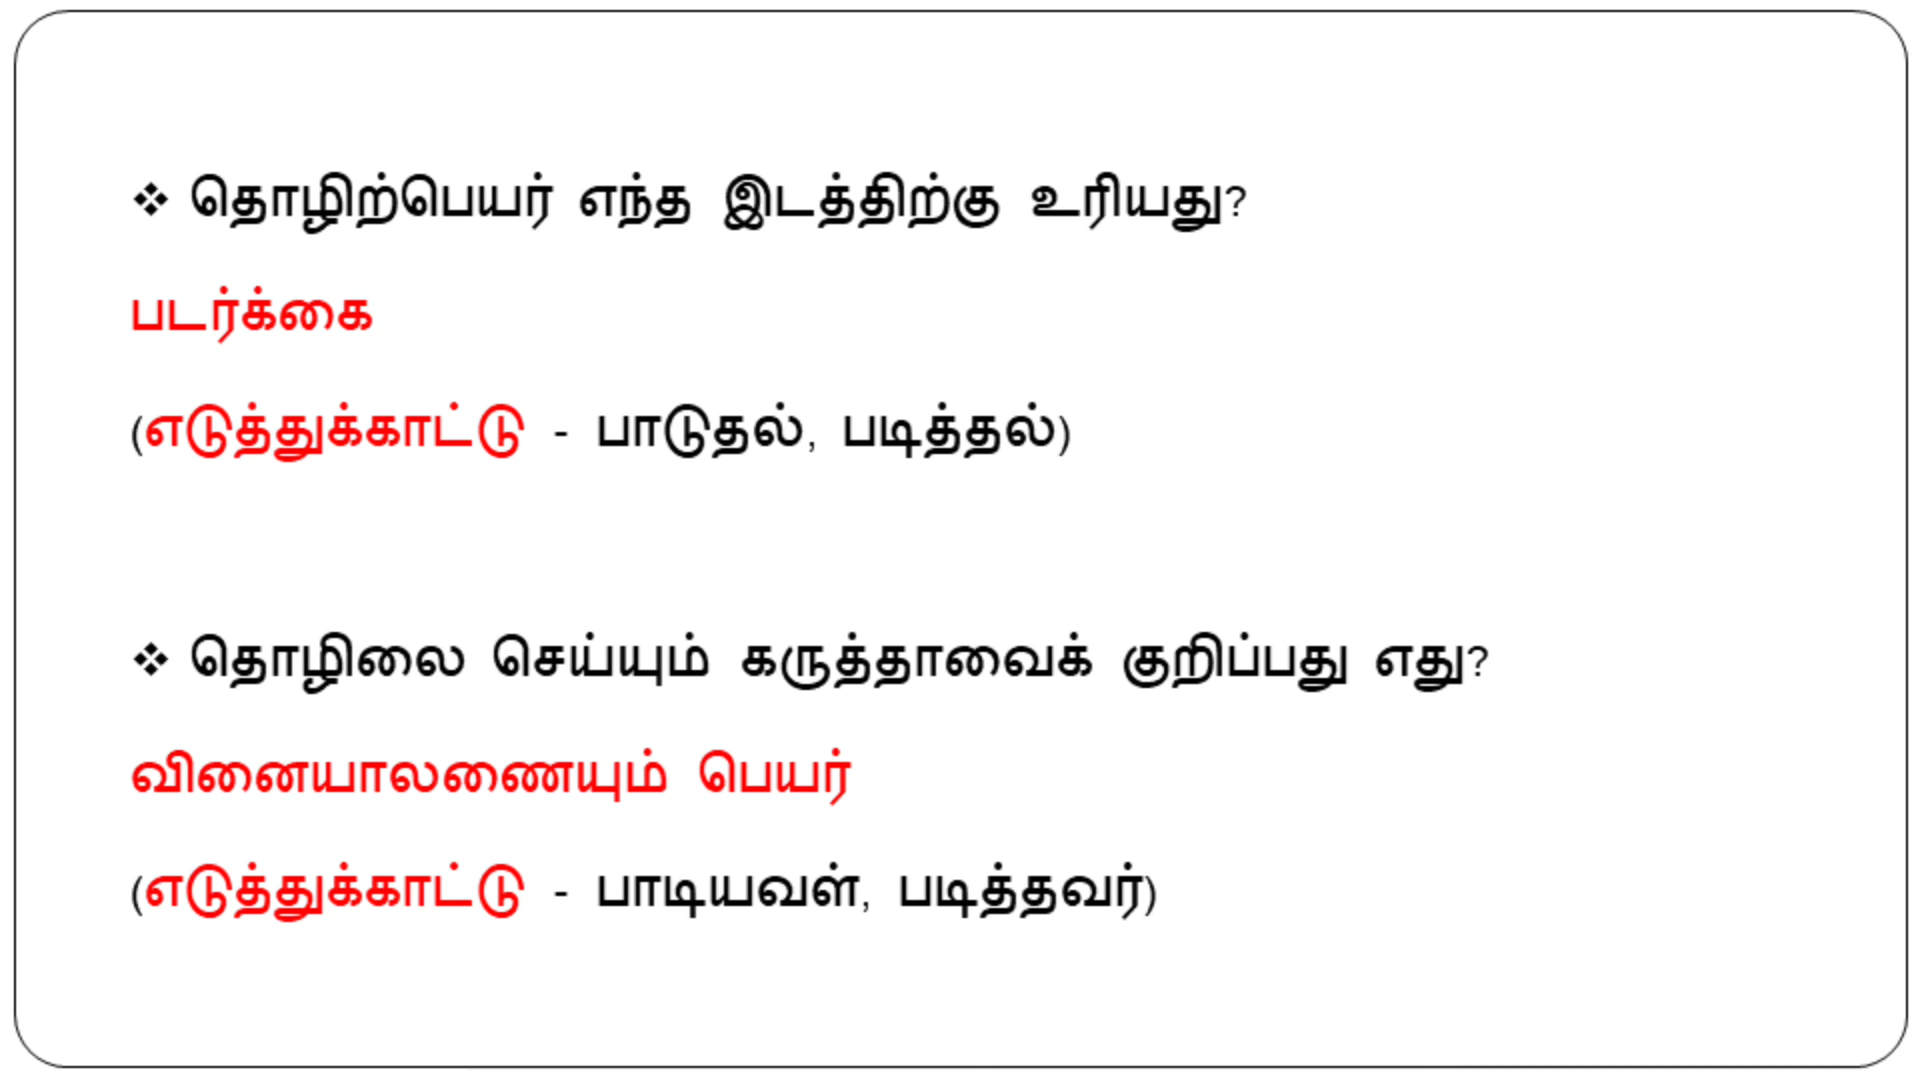 ❖ தொழிற்பெயர் எந்த இடத்திற்கு உரியது?
படர்க்கை
(எடுத்துக்காட்டு - பாடுதல், படித்தல்)
❖ தொழிலை செய்யும் கருத்தாவைக் குறிப்பது எது?
வினையாலணையும் பெயர்
(எடுத்துக்காட்டு - பாடியவள், படித்தவர்)